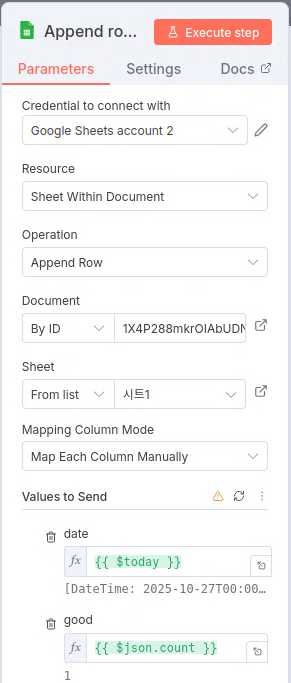 Append ro...
Execute step
Parameters
Settings
Docs
Credential to connect with
Google Sheets account 2
Resource
Sheet Within Document
Operation
Append Row
Document
By ID
1X4P288mkrOIAbUDN
Sheet
From list
시트1
Mapping Column Mode
Map Each Column Manually
Values to Send
date
fx
{{ $today }}
[DateTime: 2025-10-27T00:00…
good
fx
{{ $json.count }}
1